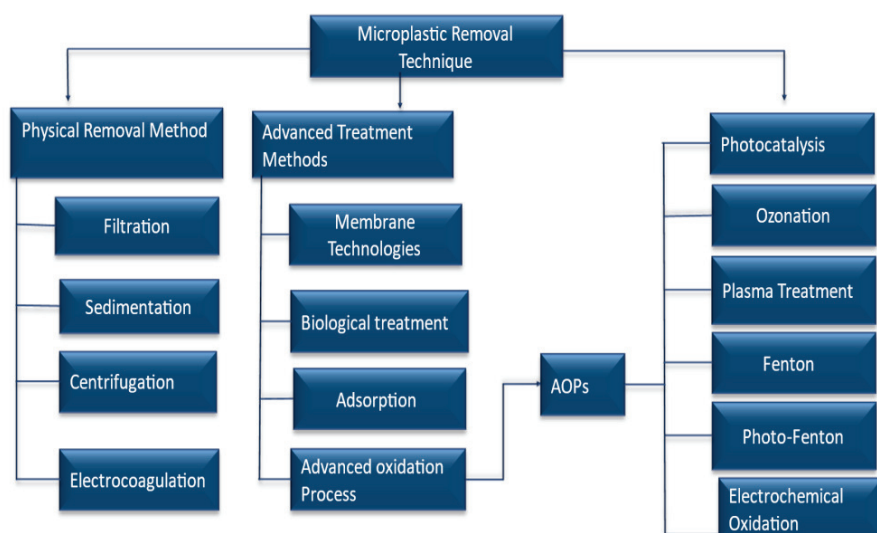 Microplastic Removal
Technique
Physical Removal Method
Filtration
Sedimentation
Centrifugation
Electrocoagulation
Advanced Treatment
Methods
Membrane
Technologies
Biological treatment
Adsorption
Advanced oxidation
Process
AOPs
Photocatalysis
Ozonation
Plasma Treatment
Fenton
Photo-Fenton
Electrochemical
Oxidation